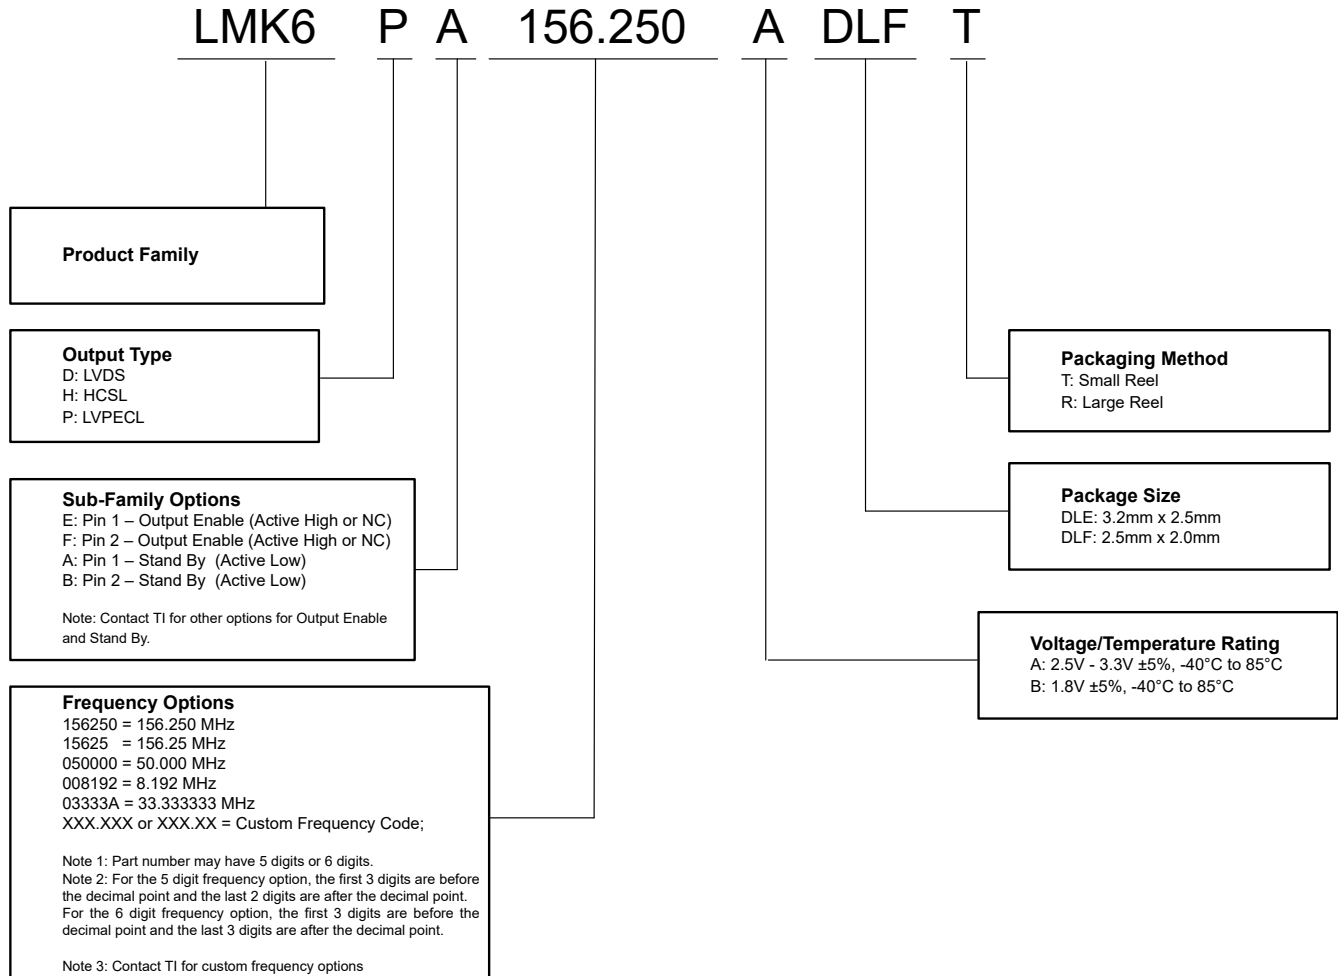 LMK6 P A 156.250 A DLF T
Product Family
Output Type
D: LVDS
H: HCSL
P: LVPECL
Sub-Family Options
E: Pin 1 – Output Enable (Active High or NC)
F: Pin 2 – Output Enable (Active High or NC)
A: Pin 1 – Stand By (Active Low)
B: Pin 2 – Stand By (Active Low)
Note: Contact TI for other options for Output Enable
and Stand By.
Frequency Options
156250 = 156.250 MHz
15625 = 156.25 MHz
050000 = 50.000 MHz
008192 = 8.192 MHz
03333A = 33.333333 MHz
XXX.XXX or XXX.XX = Custom Frequency Code;
Note 1: Part number may have 5 digits or 6 digits.
Note 2: For the 5 digit frequency option, the first 3 digits are before
the decimal point and the last 2 digits are after the decimal point.
For the 6 digit frequency option, the first 3 digits are before the
decimal point and the last 3 digits are after the decimal point.
Note 3: Contact TI for custom frequency options
Packaging Method
T: Small Reel
R: Large Reel
Package Size
DLE: 3.2mm x 2.5mm
DLF: 2.5mm x 2.0mm
Voltage/Temperature Rating
A: 2.5V - 3.3V ±5%, -40°C to 85°C
B: 1.8V ±5%, -40°C to 85°C